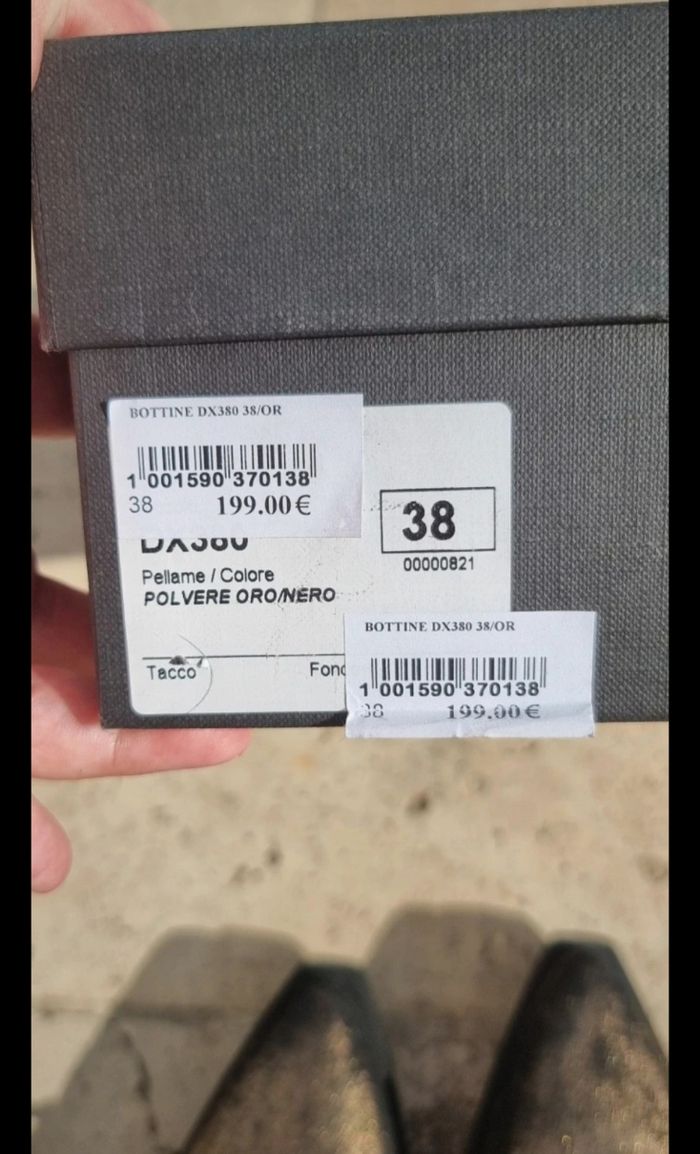 BOTTINE DX380 38/OR
1 001590 370138
38 199.00€
DX380
38
00000821
Pellame / Colore
POLVERE ORO/NERO
Tacco
BOTTINE DX380 38/OR
1 001590 370138
38 199.00€